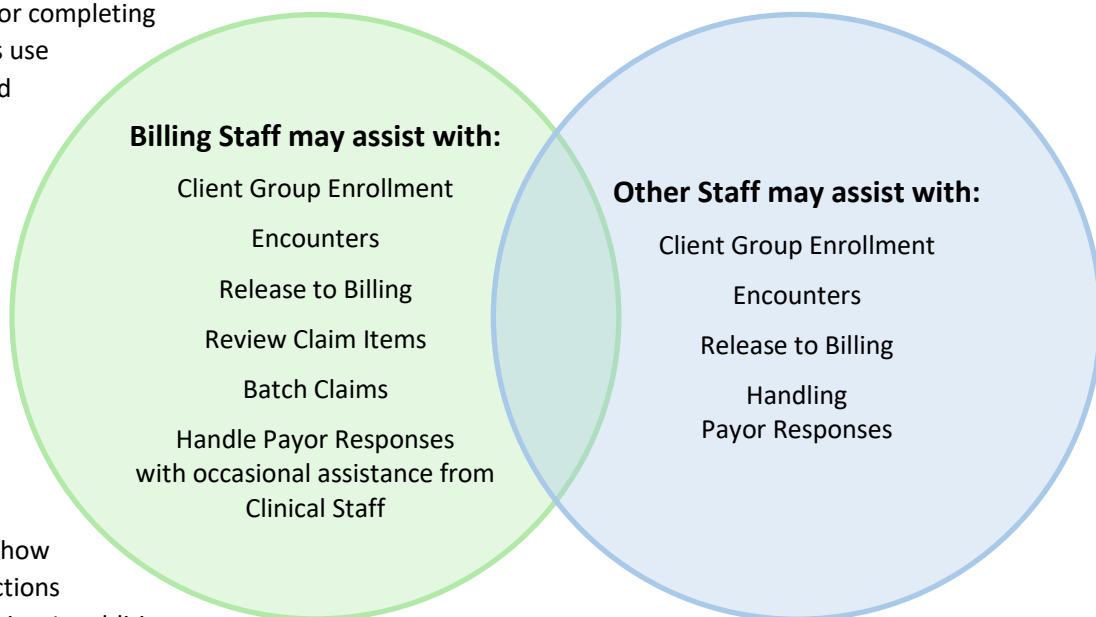 or completing
s use
d
Billing Staff may assist with:
Client Group Enrollment
Encounters
Release to Billing
Review Claim Items
Batch Claims
Handle Payor Responses
with occasional assistance from
Clinical Staff
Other Staff may assist with:
Client Group Enrollment
Encounters
Release to Billing
Handling
Payor Responses
how
ctions